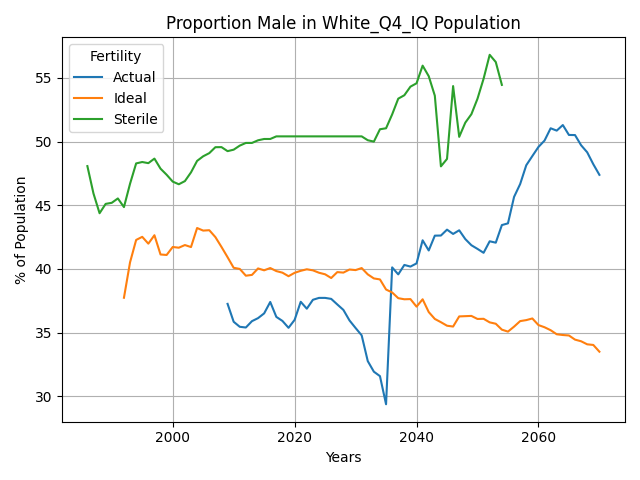 Proportion Male in White_Q4_IQ Population
Fertility
Actual
Ideal
Sterile
% of Population
55
50
45
40
35
30
2000
2020
2040
2060
Years